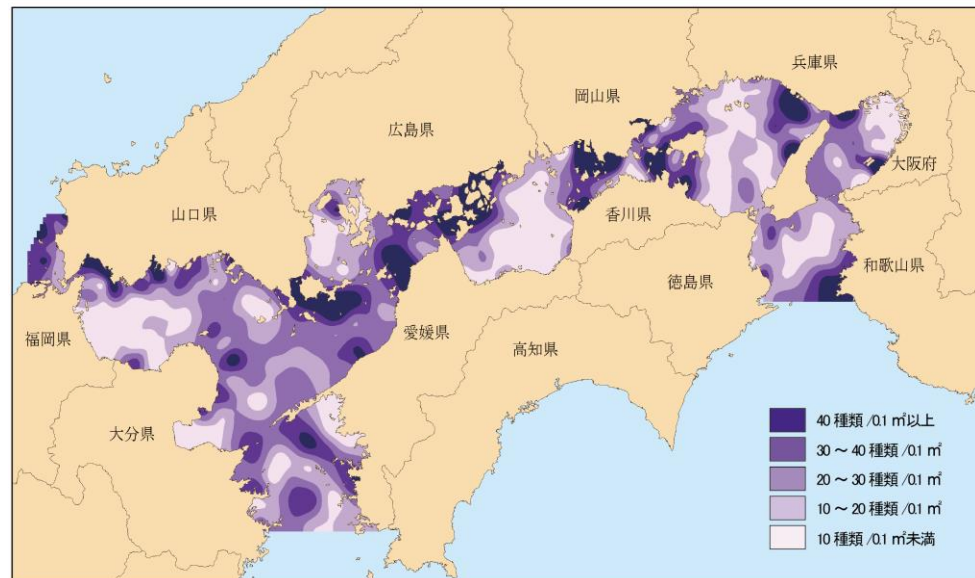 兵庫県
岡山県
広島県
大阪府
山口県
香川県
和歌山県
徳島県
福岡県
愛媛県
高知県
大分県
40 種類 /0.1 ㎡以上
30 ～ 40 種類 /0.1 ㎡
20 ～ 30 種類 /0.1 ㎡
10 ～ 20 種類 /0.1 ㎡
10 種類 /0.1 ㎡未満